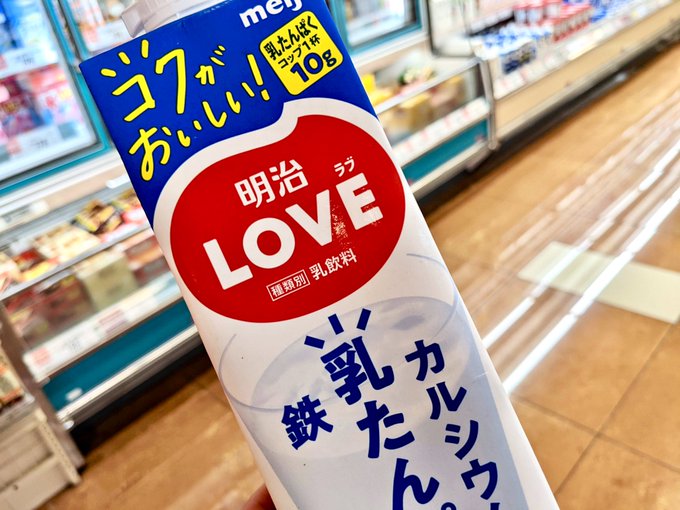 meiji
コクが
おいしい!
乳たんぱく
コップ1杯
10g
明治
ラブ
LOVE
種類別 乳飲料
カルシウム
乳たん
鉄